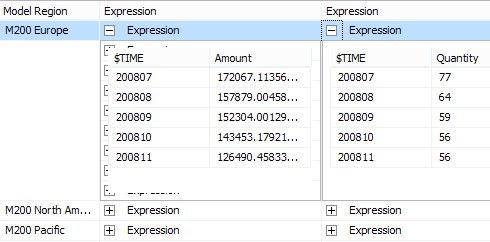 Model Region Expression Expression
M200 Europe Expression Expression
$TIME Amount $TIME Quantity
200807 172067.11356... 200807 77
200808 157879.00458... 200808 64
200809 152304.00129... 200809 59
200810 143453.17921... 200810 56
200811 126490.45833... 200811 56
M200 North Am... Expression Expression
M200 Pacific Expression Expression